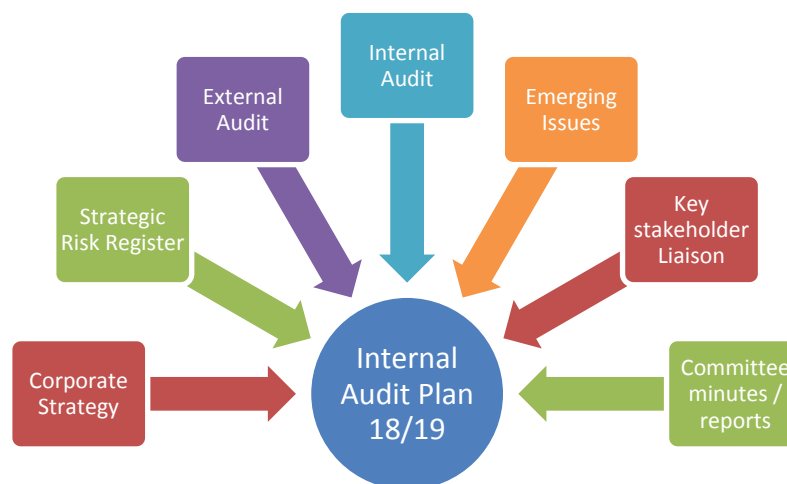 Internal
Audit
External
Audit
Emerging
Issues
Strategic
Risk Register
Key
stakeholder
Liaison
Corporate
Strategy
Internal
Audit Plan
18/19
Committee
minutes /
reports